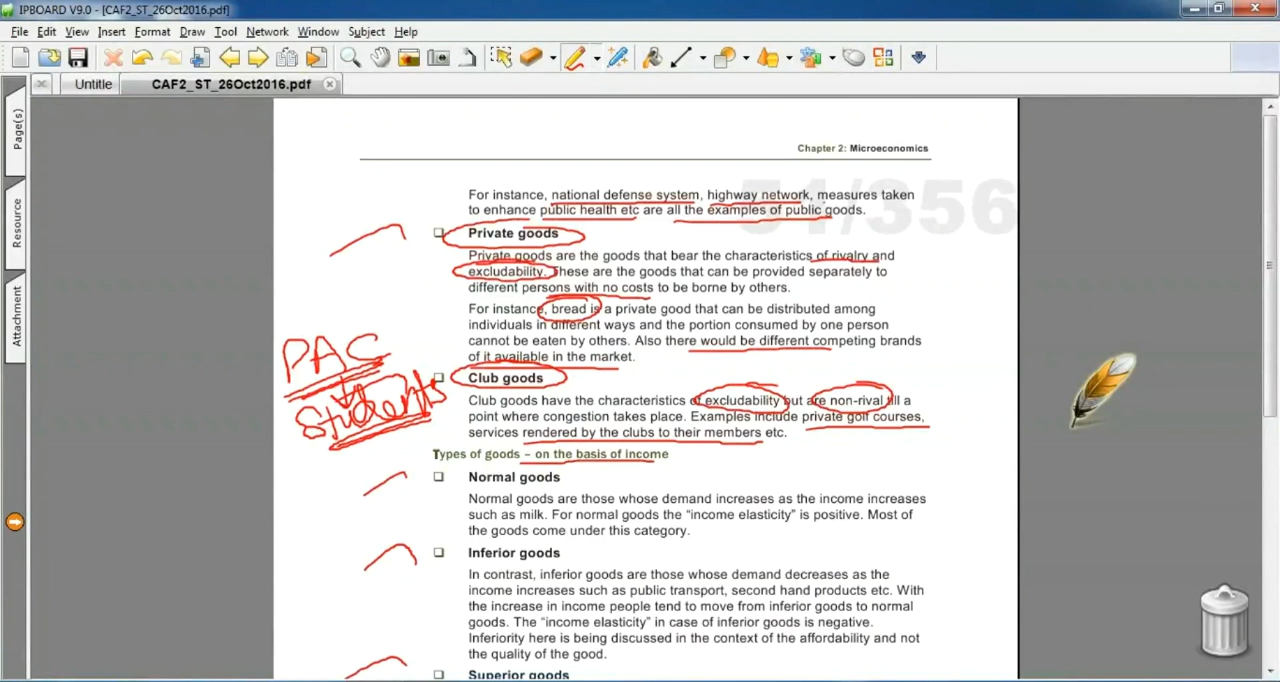 IPBOARD V9.0 - [CAF2_ST_26Oct2016.pdf]
File Edit View Insert Format Draw Tool Network Window Subject Help
Untitle CAF2_ST_26Oct2016.pdf
Page(s)
Resource
Attachment
Chapter 2: Microeconomics
51/356
For instance, national defense system, highway network, measures taken
to enhance public health etc are all the examples of public goods.
Private goods
Private goods are the goods that bear the characteristics of rivalry and
excludability. These are the goods that can be provided separately to
different persons with no costs to be borne by others.
For instance, bread is a private good that can be distributed among
individuals in different ways and the portion consumed by one person
cannot be eaten by others. Also there would be different competing brands
of it available in the market.
PAC
Students
Club goods
Club goods have the characteristics of excludability but are non-rival till a
point where congestion takes place. Examples include private golf courses,
services rendered by the clubs to their members etc.
Types of goods – on the basis of income
Normal goods
Normal goods are those whose demand increases as the income increases
such as milk. For normal goods the “income elasticity” is positive. Most of
the goods come under this category.
Inferior goods
In contrast, inferior goods are those whose demand decreases as the
income increases such as public transport, second hand products etc. With
the increase in income people tend to move from inferior goods to normal
goods. The “income elasticity” in case of inferior goods is negative.
Inferiority here is being discussed in the context of the affordability and not
the quality of the good.
Superior goods